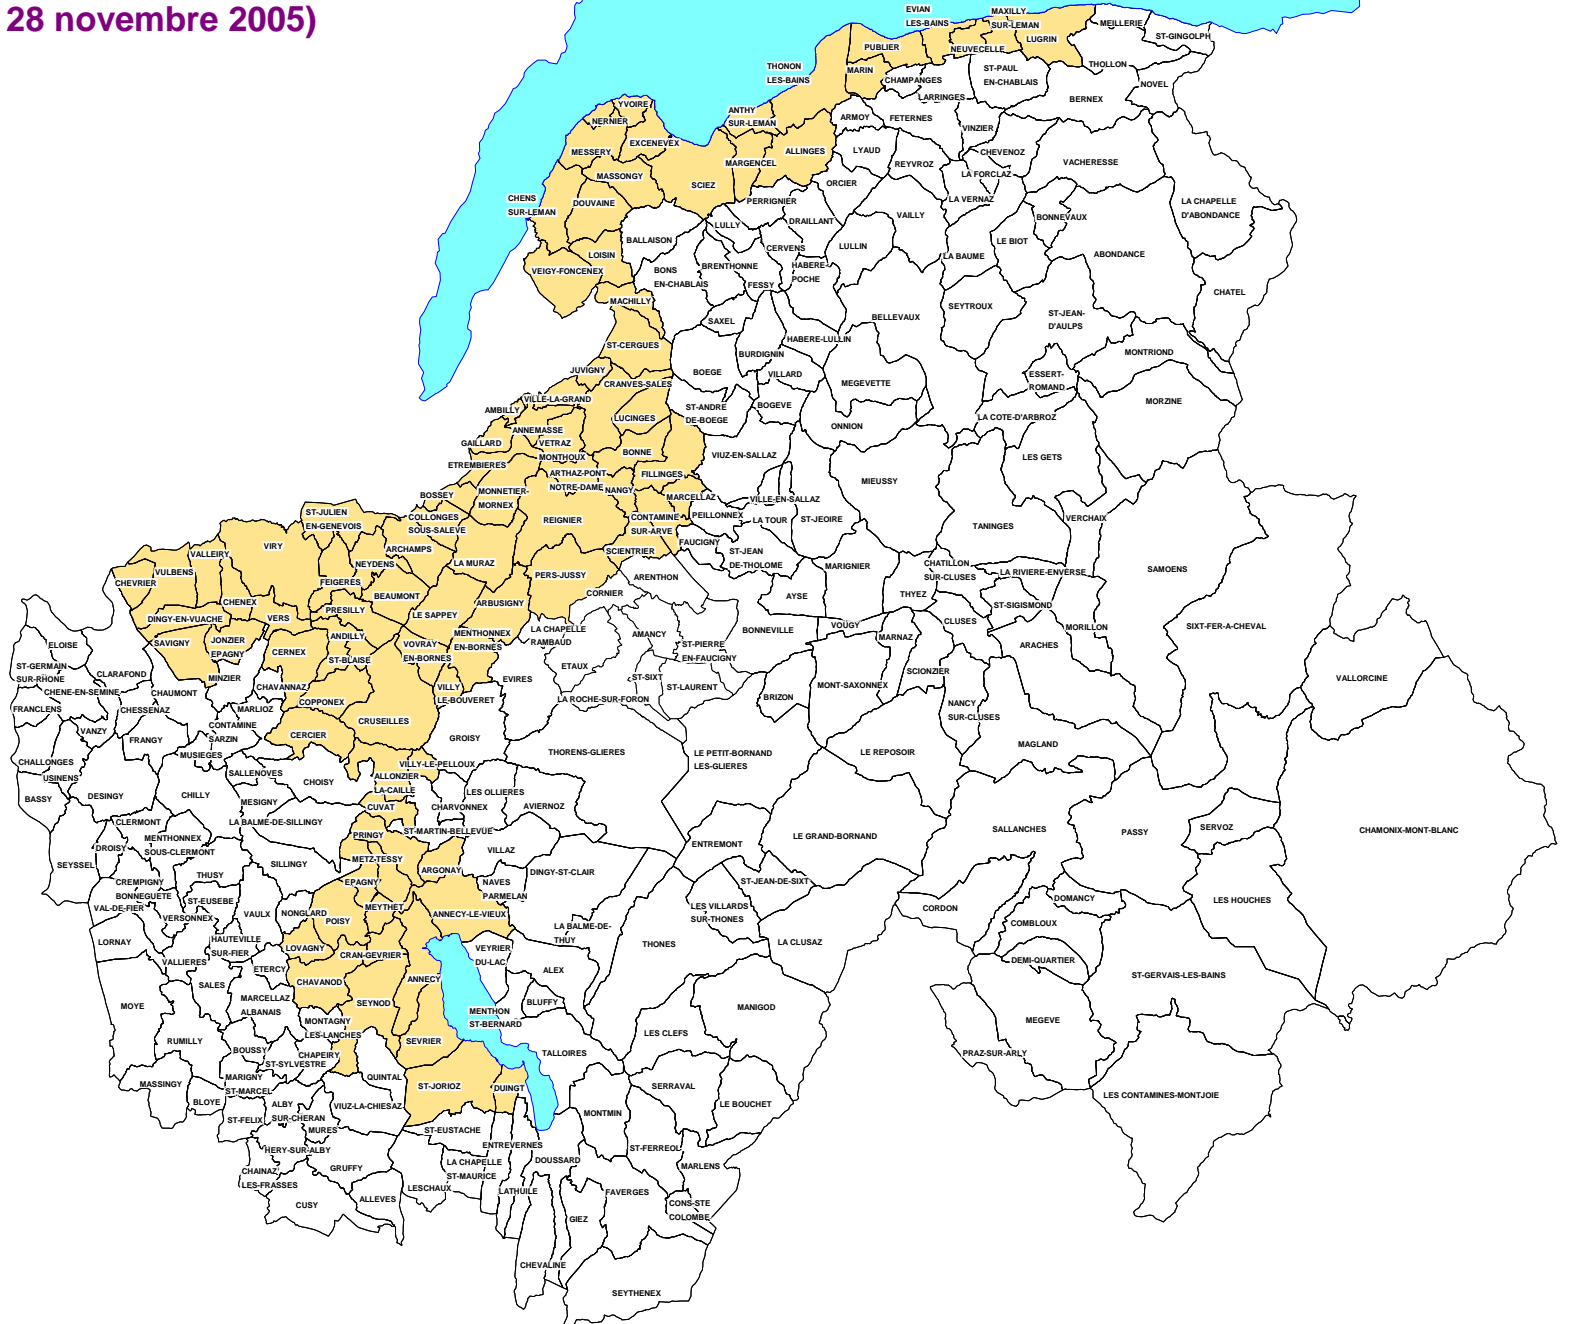 28 novembre 2005)
EVIAN
LES-BAINS
MAXILLY
SUR-LEMAN
LUGRIN
MEILLERIE
ST-GINGOLPH
PUBLIER
NEUVECELLE
THONON
LES-BAINS
MARIN
CHAMPANGES
ST-PAUL
EN-CHABLAIS
THOLLON
NOVEL
LARRINGES
BERNEX
YVOIRE
NERNIER
ANTHY
SUR-LEMAN
ARMOY
FETERNES
VINZIER
EXCENEVEX
MESSERY
MARGENCEL
ALLINGES
LYAUD
REYVROZ
CHEVENOZ
VACHERESSE
LA FORCLAZ
MASSONGY
SCIEZ
ORCIER
CHENS
SUR-LEMAN
DOUVAINE
PERRIGNIER
LA VERNAZ
LA CHAPELLE
D'ABONDANCE
DRAILLANT
VAILLY
BONNEVAUX
LULLY
BALLAISON
CERVENS
LULLIN
LE BIOT
LOISIN
LA BAUME
ABONDANCE
VEIGY-FONCENEX
BONS
EN-CHABLAIS
BRENTHONNE
FESSY
HABERE-
POCHE
CHATEL
MACHILLY
SEYTROUX
ST-JEAN-
D'AULPS
SAXEL
BELLEVAUX
HABERE-LULLIN
ST-CERGUES
BURDIGNIN
MONTRIOND
JUVIGNY
BOEGE
VILLARD
MEGEVETTE
ESSERT-
ROMAND
CRANVES-SALES
VILLE-LA-GRAND
MORZINE
AMBILLY
LUCINGES
ST-ANDRE
DE-BOEGE
BOGEVE
ONNION
LA COTE-D'ARBROZ
ANNEMASSE
GAILLARD
VETRAZ
MONTHOUX
BONNE
VIUZ-EN-SALLAZ
LES GETS
ETREMBIERES
ARTHAZ-PONT
NOTRE-DAME
FILLINGES
MIEUSSY
BOSSEY
MONNETIER-
MORNEX
NANGY
MARCELLAZ
VILLE-EN-SALLAZ
ST-JULIEN
EN-GENEVOIS
COLLONGES
SOUS-SALEVE
REIGNIER
CONTAMINE
SUR-ARVE
PEILLONNEX
LA TOUR
ST-JEOIRE
TANINGES
VERCHAIX
VIRY
ARCHAMPS
SCIENTRIER
FAUCIGNY
ST-JEAN
DE-THOLOME
VALLEIRY
NEYDENS
LA MURAZ
MARIGNIER
CHATILLON
SUR-CLUSES
SAMOENS
VULBENS
CHEVRIER
FEIGERES
PERS-JUSSY
ARENTHON
LA RIVIERE-ENVERSE
CORNIER
AYSE
THYEZ
BEAUMONT
CHENEX
PRESILLY
LE SAPPEY
ARBUSIGNY
ST-SIGISMOND
DINGY-EN-VUACHE
VERS
LA CHAPELLE
RAMBAUD
AMANCY
BONNEVILLE
VOUGY
CLUSES
MORILLON
SIXT-FER-A-CHEVAL
SAVIGNY
JONZIER
EPAGNY
ANDILLY
VOVRAY
EN-BORNES
MENTHONNEX
EN-BORNES
ST-PIERRE
EN-FAUCIGNY
MARNAZ
ARACHES
ELOISE
CERNEX
ST-BLAISE
ETAUX
SCIONZIER
ST-GERMAIN
SUR-RHONE
CLARAFOND
MINZIER
ST-SIXT
ST-LAURENT
MONT-SAXONNEX
VALLORCINE
CHENE-EN-SEMINE
CHAUMONT
CHAVANNAZ
VILLY
LE-BOUVERET
EVIRES
LA ROCHE-SUR-FORON
BRIZON
NANCY
SUR-CLUSES
FRANCLENS
CHESSENAZ
MARLIOZ
COPPONEX
CRUSEILLES
VANZY
CONTAMINE
SARZIN
CERCIER
FRANGY
GROISY
THORENS-GLIERES
LE PETIT-BORNAND
LES-GLIERES
LE REPOSOIR
MAGLAND
CHALLONGES
MUSIEGES
VILLY-LE-PELLOUX
USINENS
SALLENOVES
CHOISY
ALLONZIER
LA-CAILLE
LES OLLIERES
BASSY
DESINGY
CHILLY
MESIGNY
CUVAT
CHARVONNEX
AVIERNOZ
CLERMONT
LA BALME-DE-SILLINGY
PRINGY
ST-MARTIN-BELLEVUE
SALLANCHES
PASSY
SERVOZ
CHAMONIX-MONT-BLANC
MENTHONNEX
SOUS-CLERMONT
DROISY
VILLAZ
ENTREMONT
LE GRAND-BORNAND
SEYSSEL
SILLINGY
METZ-TESSY
ARGONAY
DINGY-ST-CLAIR
THUSY
CREMPIGNY
BONNEGUETE
EPAGNY
NAVES
PARMELAN
ST-JEAN-DE-SIXT
VAL-DE-FIER
ST-EUSEBE
VERSONNEX
VAULX
NONGLARD
POISY
MEYTHET
ANNECY-LE-VIEUX
LES VILLARDS
SUR-THONES
CORDON
DOMANCY
LES HOUCHES
COMBLOUX
LORNAY
HAUTEVILLE
SUR-FIER
LOVAGNY
CRAN-GEVRIER
VEYRIER
DU-LAC
LA BALME-DE-
THUY
THONES
LA CLUSAZ
DEMI-QUARTIER
VALLIERES
ETERCY
ALEX
ST-GERVAIS-LES-BAINS
SALES
CHAVANOD
ANNECY
MOYE
MARCELLAZ
ALBANAIS
SEYNOD
BLUFFY
MENTHON
ST-BERNARD
MANIGOD
MONTAGNY
LES-LANCHES
LES CLEFS
MEGEVE
RUMILLY
SEVRIER
BOUSSY
CHAPEIRY
TALLOIRES
PRAZ-SUR-ARLY
ST-SYLVESTRE
MASSINGY
MARIGNY
ST-MARCEL
QUINTAL
ST-JORIOZ
DUINGT
SERRAVAL
LES CONTAMINES-MONTJOIE
BLOYE
ALBY
SUR-CHERAN
VIUZ-LA-CHIESAZ
MONTMIN
LE BOUCHET
ST-FELIX
MURES
ST-EUSTACHE
ENTREVERNES
HERY-SUR-ALBY
ST-FERREOL
CHAINAZ
LES-FRASSES
GRUFFY
LA CHAPELLE
ST-MAURICE
DOUSSARD
MARLENS
ALLEVES
LESCHAUX
LATHUILE
FAVERGES
CUSY
CONS-STE
COLOMBE
GIEZ
CHEVALINE
SEYTHENEX